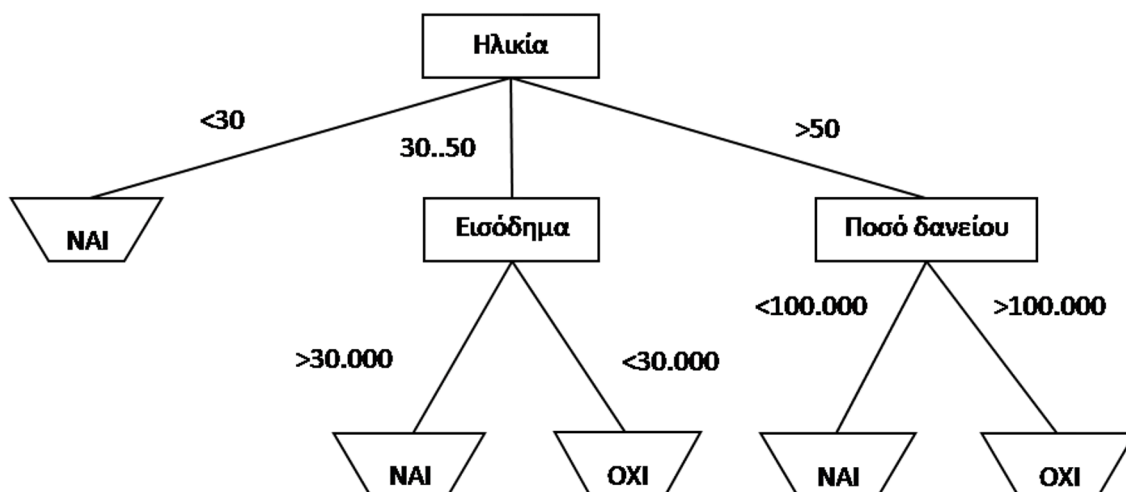 Ηλικία
<30
30..50
>50
ΝΑΙ
Εισόδημα
Ποσό δανείου
>30.000
<30.000
<100.000
>100.000
ΝΑΙ
ΟΧΙ
ΝΑΙ
ΟΧΙ